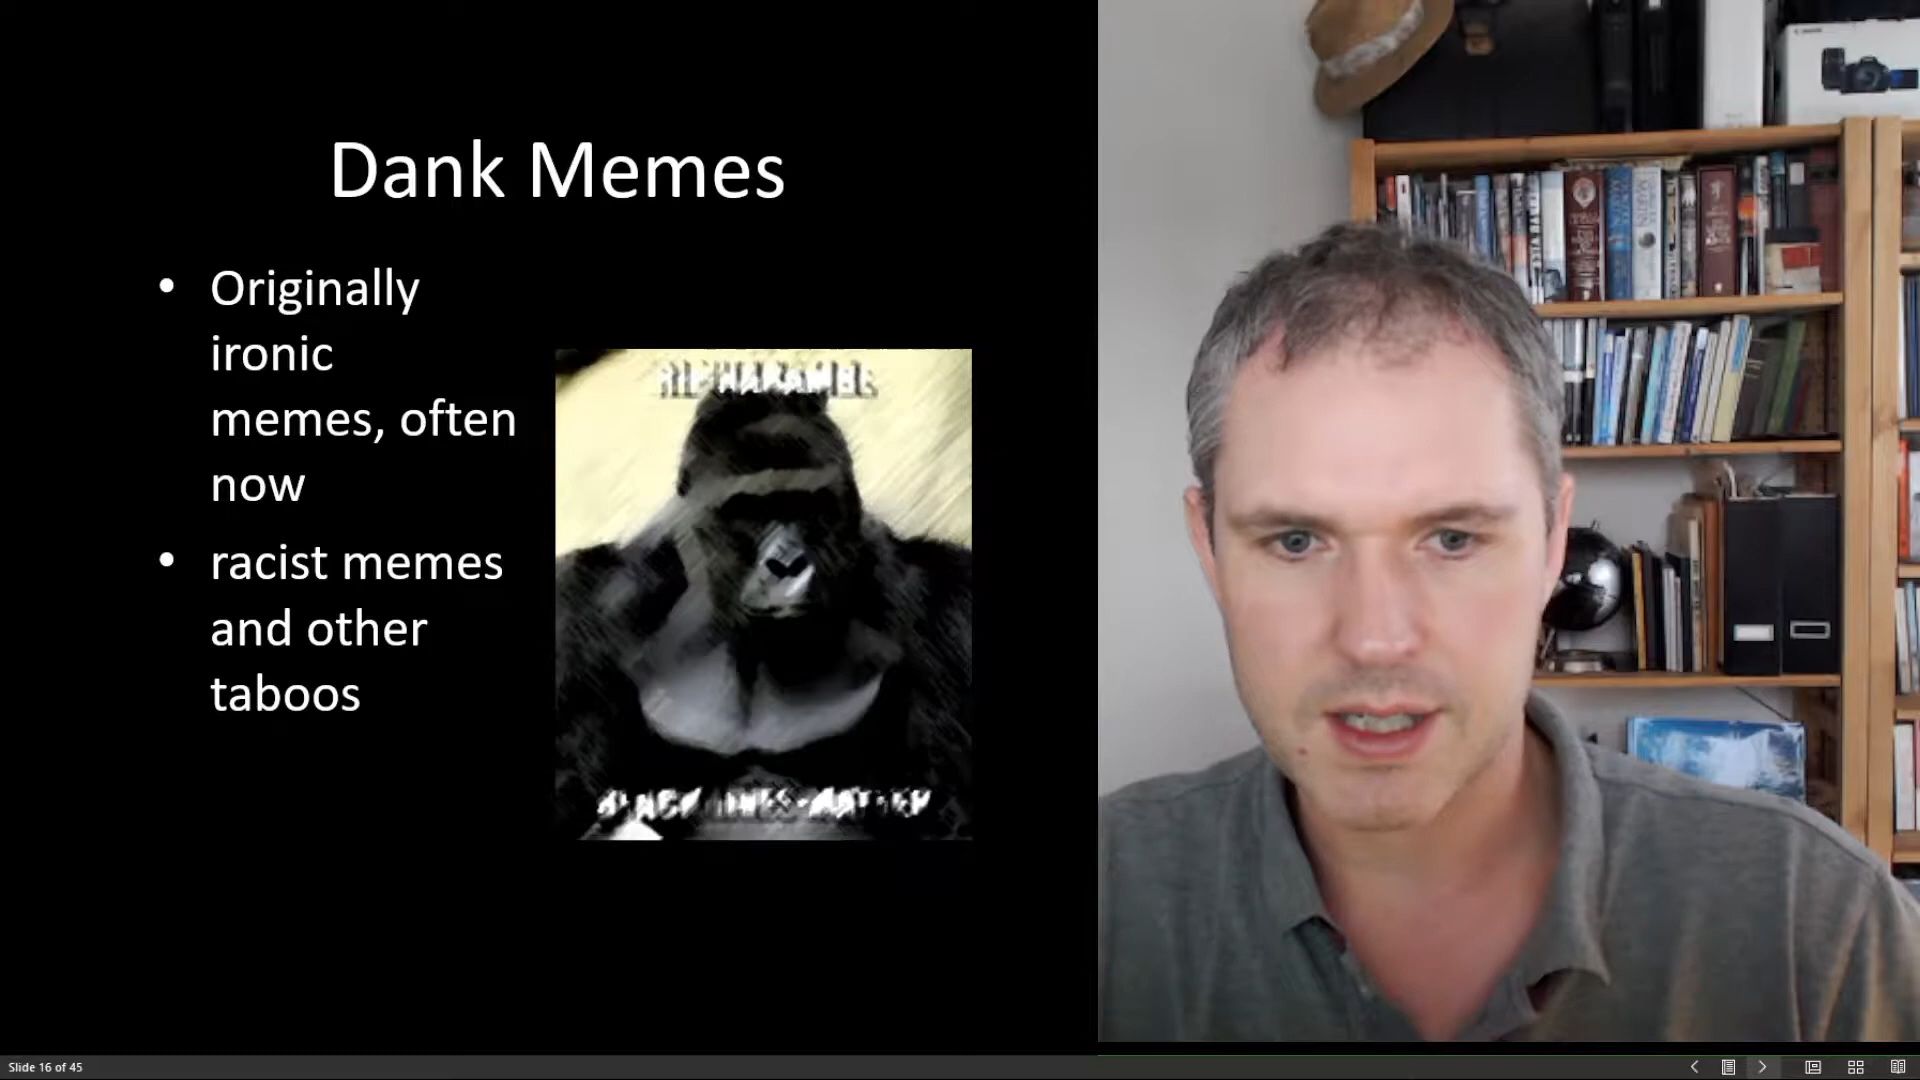 Dank Memes
• Originally
ironic
memes, often
now
• racist memes
and other
taboos
Slide 16 of 45